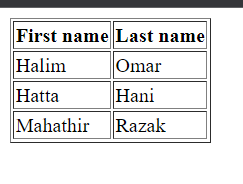 First name Last name
Halim Omar
Hatta Hani
Mahathir Razak